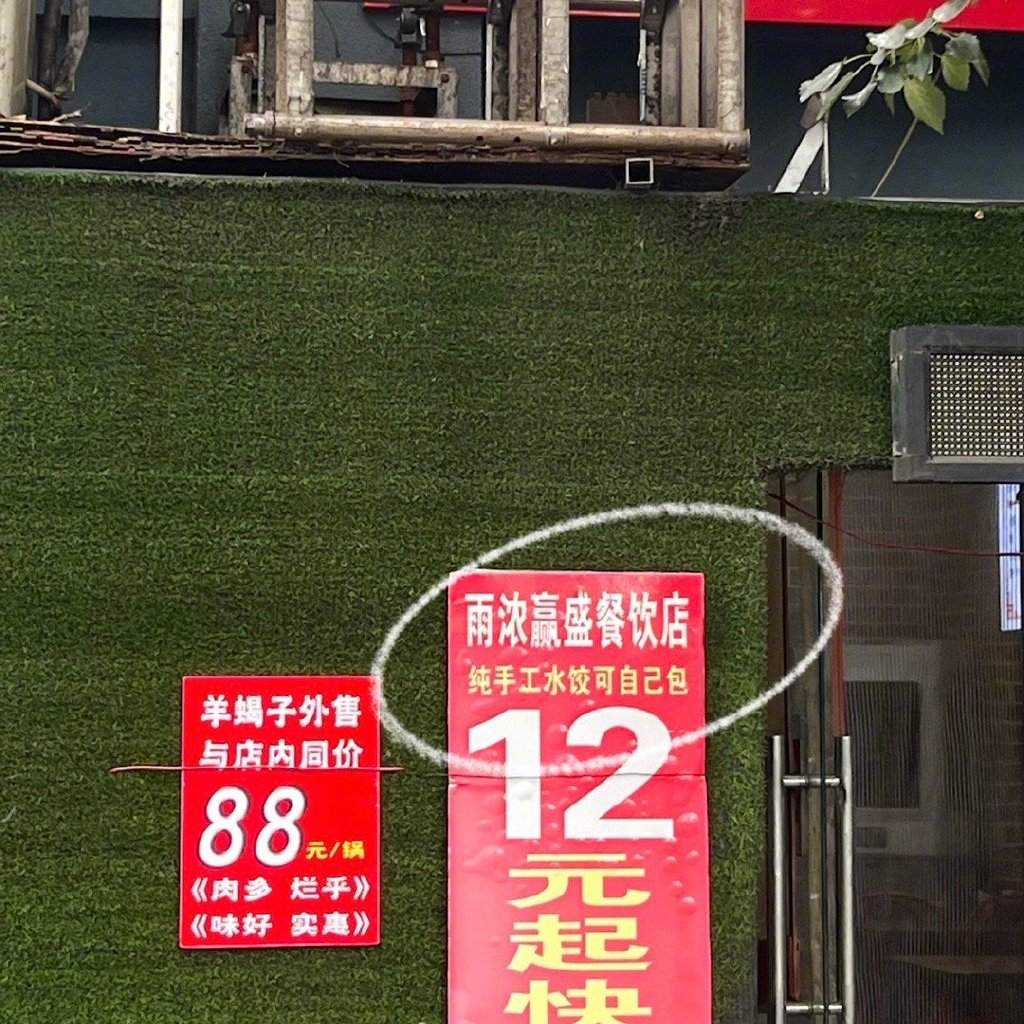 羊蝎子外售
与店内同价
88元/锅
《肉多 烂乎》
《味好 实惠》
雨浓赢盛餐饮店
纯手工水饺可自己包
12
元
起
快